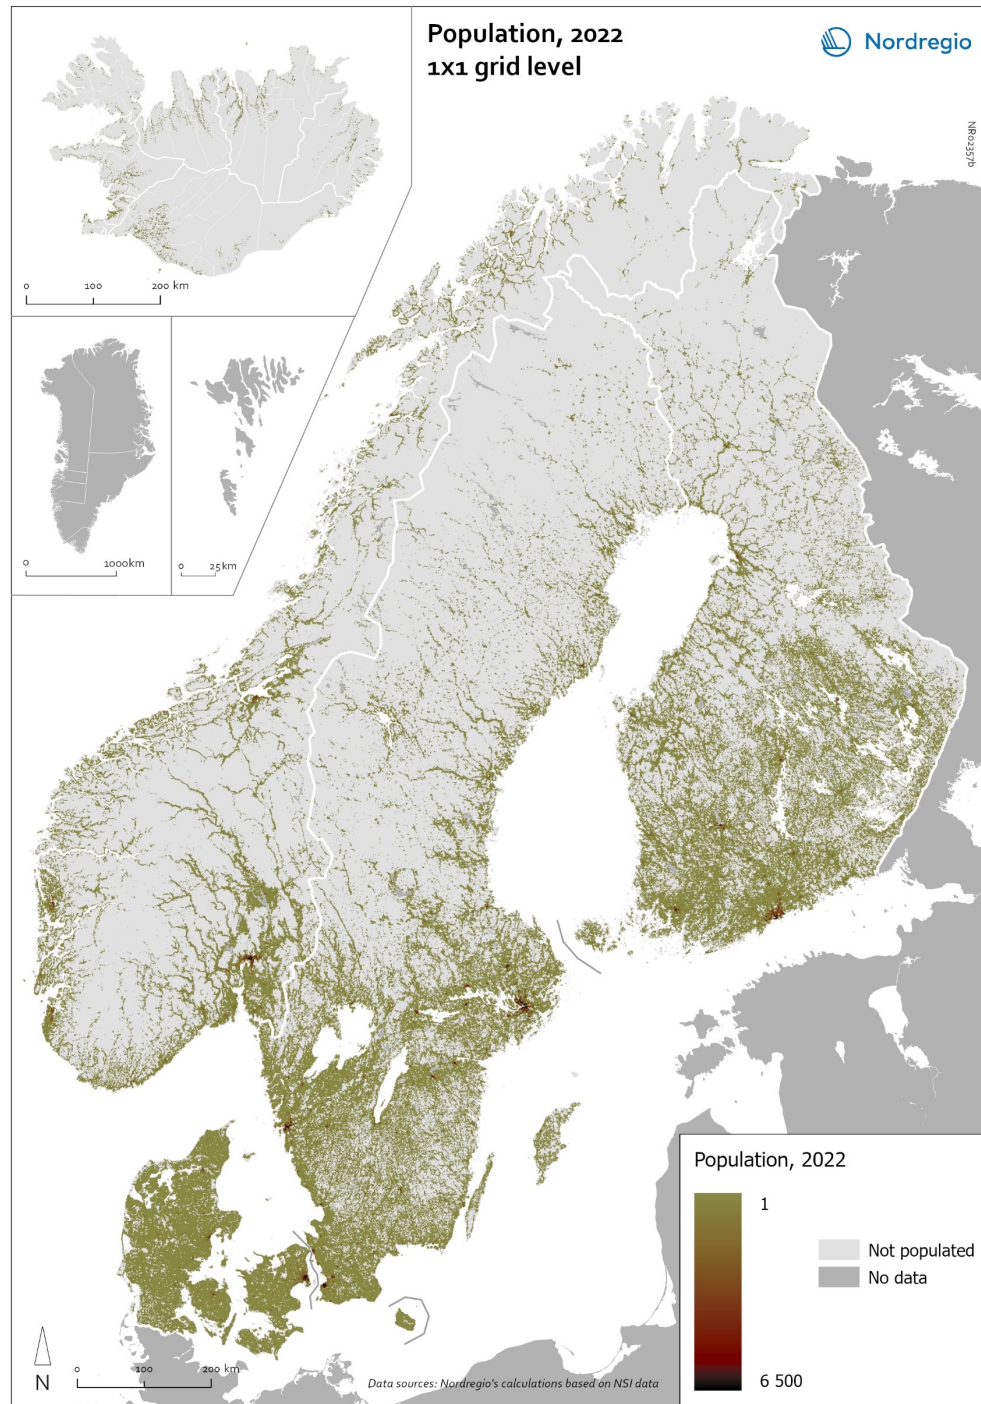 Population, 2022
1x1 grid level
Nordregio
NR02357b
0 100 200 km
0 1000km
0 25km
Population, 2022
1
6 500
Not populated
No data
N
0 100 200 km
Data sources: Nordregio's calculations based on NSI data